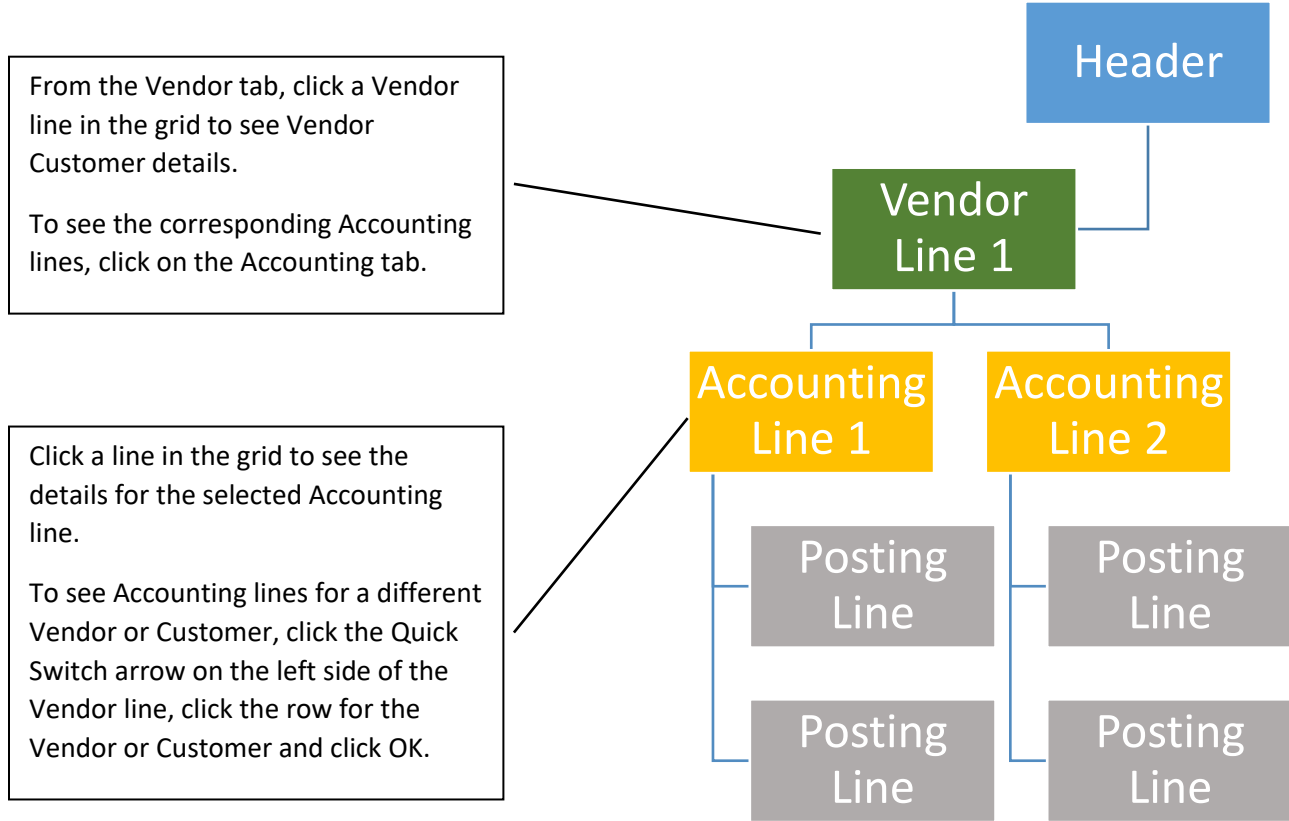 Header
From the Vendor tab, click a Vendor
line in the grid to see Vendor
Customer details.
To see the corresponding Accounting
lines, click on the Accounting tab.
Vendor
Line 1
Accounting
Line 1
Accounting
Line 2
Click a line in the grid to see the
details for the selected Accounting
line.
To see Accounting lines for a different
Vendor or Customer, click the Quick
Switch arrow on the left side of the
Vendor line, click the row for the
Vendor or Customer and click OK.
Posting
Line
Posting
Line
Posting
Line
Posting
Line